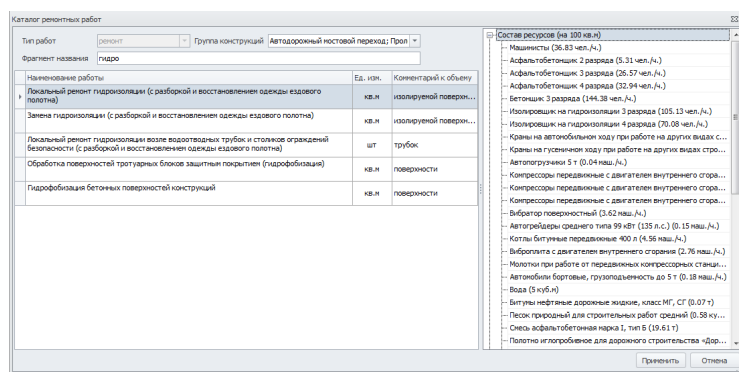 Каталог ремонтных работ
Тип работ ремонт Группа конструкций Автодорожный мостовой переход; Прол
Фрагмент названия гидро
Наименование работы Ед. изм. Комментарий к объему
Локальный ремонт гидроизоляции (с разборкой и восстановлением одежды ездового
полотна) кв.м изолируемой поверхн...
Замена гидроизоляции (с разборкой и восстановлением одежды ездового полотна)
кв.м изолируемой поверхн...
Локальный ремонт гидроизоляции возле водоотводных трубок и столиков ограждений
безопасности (с разборкой и восстановлением одежды ездового полотна) шт трубок
Обработка поверхностей тротуарных блоков защитным покрытием (гидрофобизация)
кв.м поверхности
Гидрофобизация бетонных поверхностей конструкций
кв.м поверхности
Состав ресурсов (на 100 кв.м)
Машинисты (36.83 чел./ч.)
Асфальтобетонщик 2 разряда (5.31 чел./ч.)
Асфальтобетонщик 3 разряда (26.57 чел./ч.)
Асфальтобетонщик 4 разряда (32.94 чел./ч.)
Бетонщик 3 разряда (144.38 чел./ч.)
Изолировщик на гидроизоляции 3 разряда (105.13 чел./ч.)
Изолировщик на гидроизоляции 4 разряда (70.08 чел./ч.)
Краны на автомобильном ходу при работе на других видах с...
Краны на гусеничном ходу при работе на других видах стро...
Автопогрузчики 5 т (0.04 маш./ч.)
Компрессоры передвижные с двигателем внутреннего сгора...
Компрессоры передвижные с двигателем внутреннего сгора...
Компрессоры передвижные с двигателем внутреннего сгора...
Вибратор поверхностный (3.62 маш./ч.)
Автогрейдеры среднего типа 99 кВт (135 л.с.) (0.15 маш./ч.)
Котлы битумные передвижные 400 л (4.56 маш./ч.)
Виброплита с двигателем внутреннего сгорания (2.76 маш./ч.)
Молотки при работе от передвижных компрессорных станци...
Автомобили бортовые, грузоподъемность до 5 т (0.18 маш./ч.)
Вода (5 куб.м)
Битумы нефтяные дорожные жидкие, класс МГ, СГ (0.07 т)
Песок природный для строительных работ средний (0.58 ку...
Смесь асфальтобетонная марка I, тип Б (19.61 т)
Полотно иглопробивное для дорожного строительства «Дор...
Применить Отмена